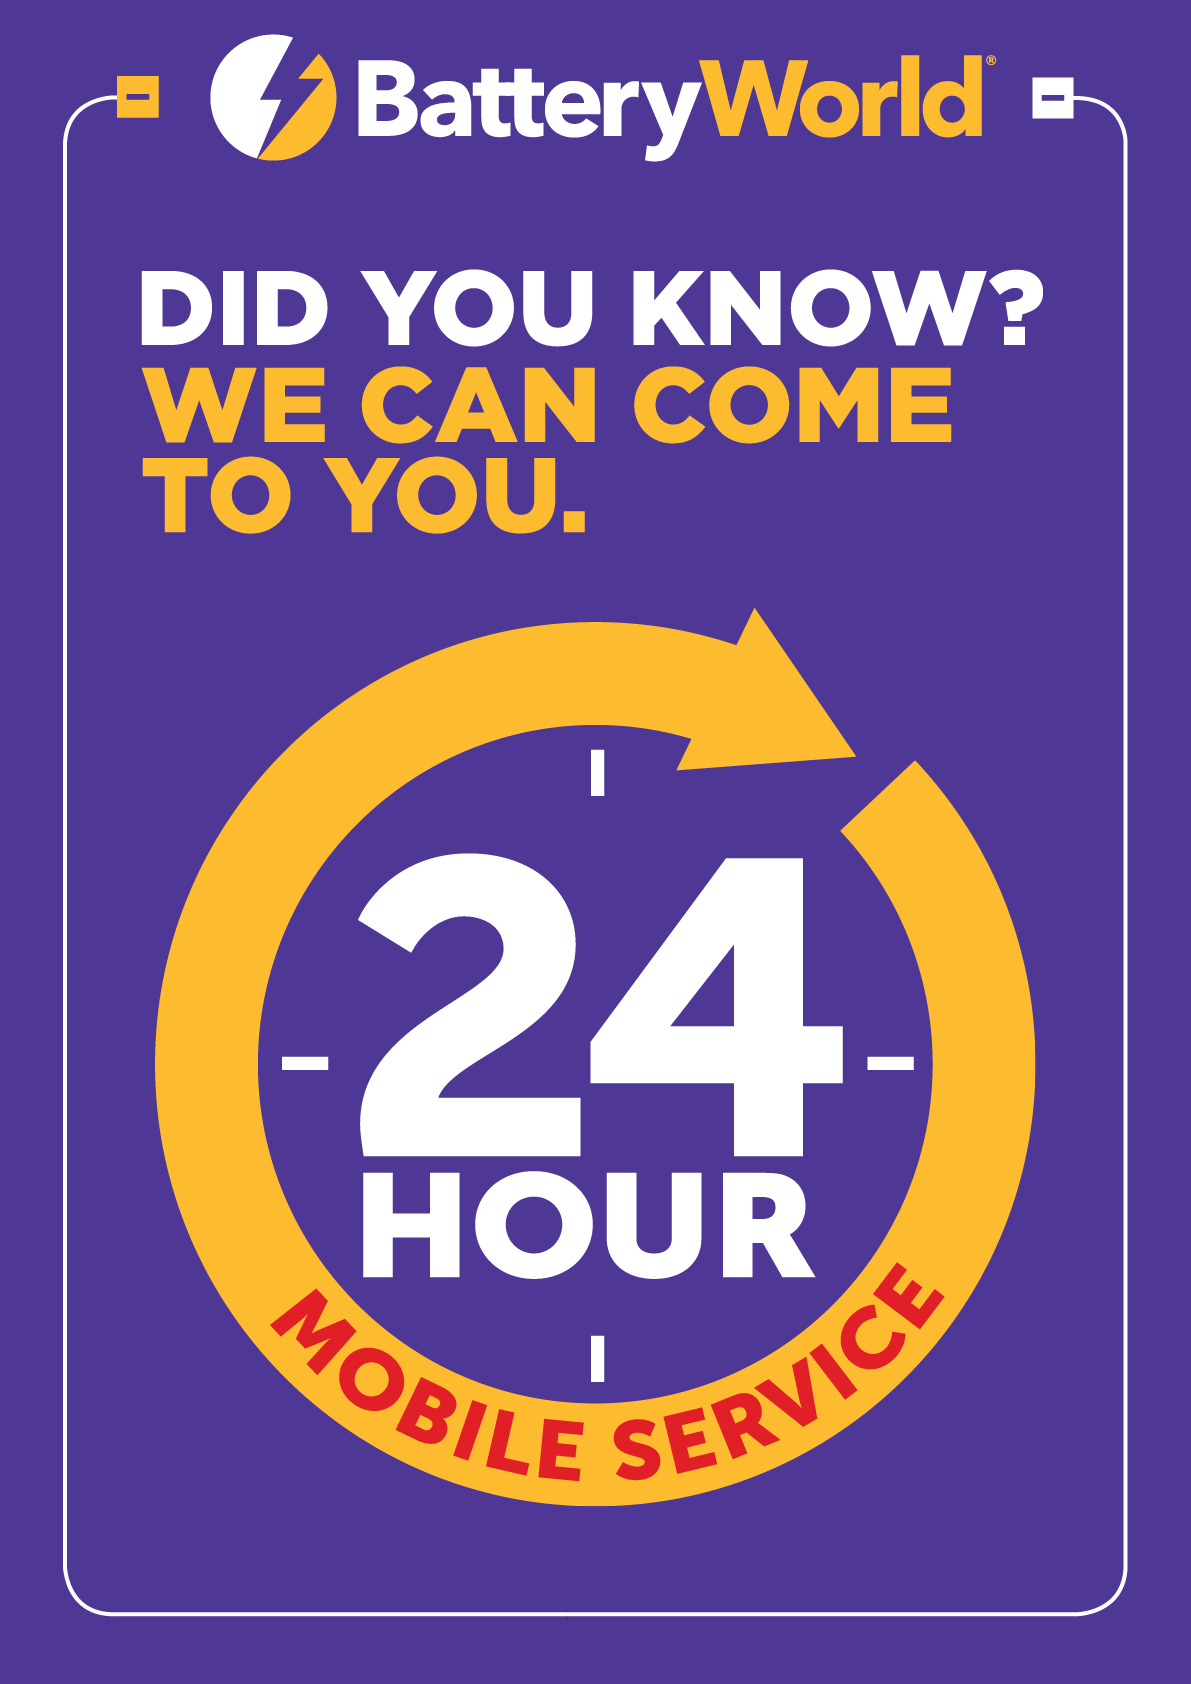 BatteryWorld®
DID YOU KNOW?
WE CAN COME
TO YOU.
24
HOUR
MOBILE SERVICE